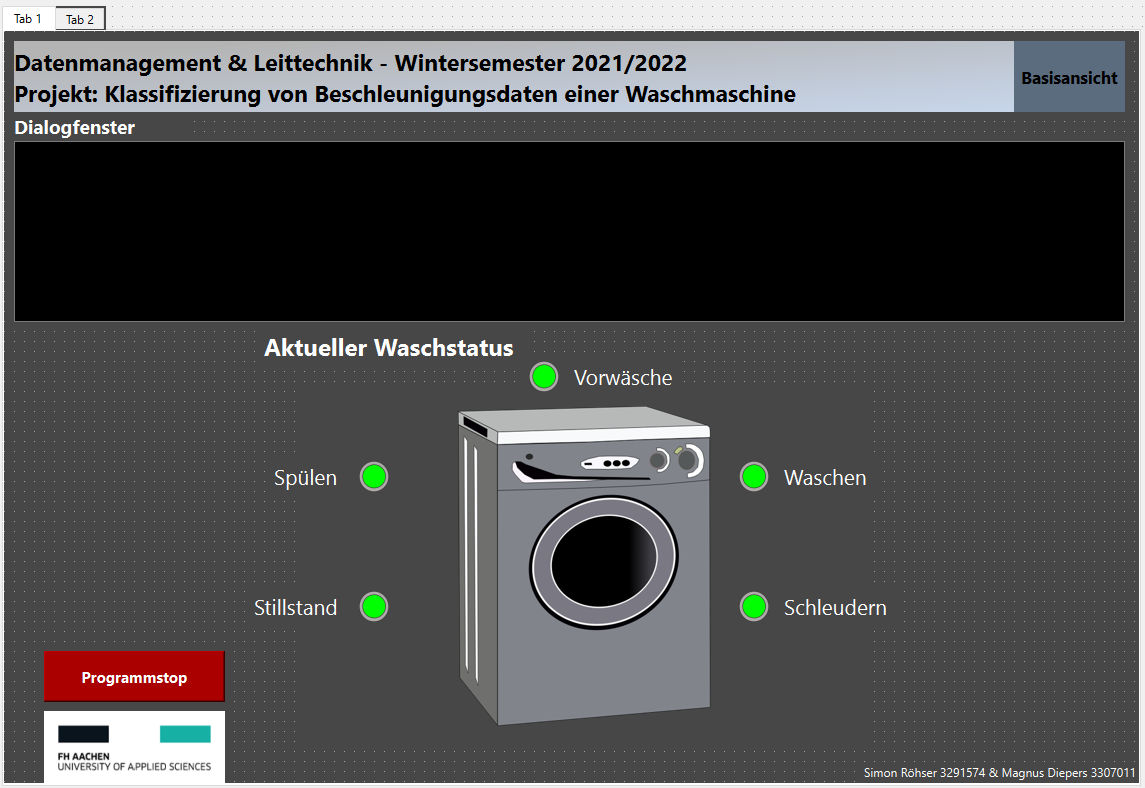 Tab 1
Tab 2
Datenmanagement & Leittechnik - Wintersemester 2021/2022
Projekt: Klassifizierung von Beschleunigungsdaten einer Waschmaschine
Basisansicht
Dialogfenster
Aktueller Waschstatus
Vorwäsche
Spülen
Waschen
Stillstand
Schleudern
Programmstop
FH AACHEN
UNIVERSITY OF APPLIED SCIENCES
Simon Röhser 3291574 & Magnus Diepers 3307011